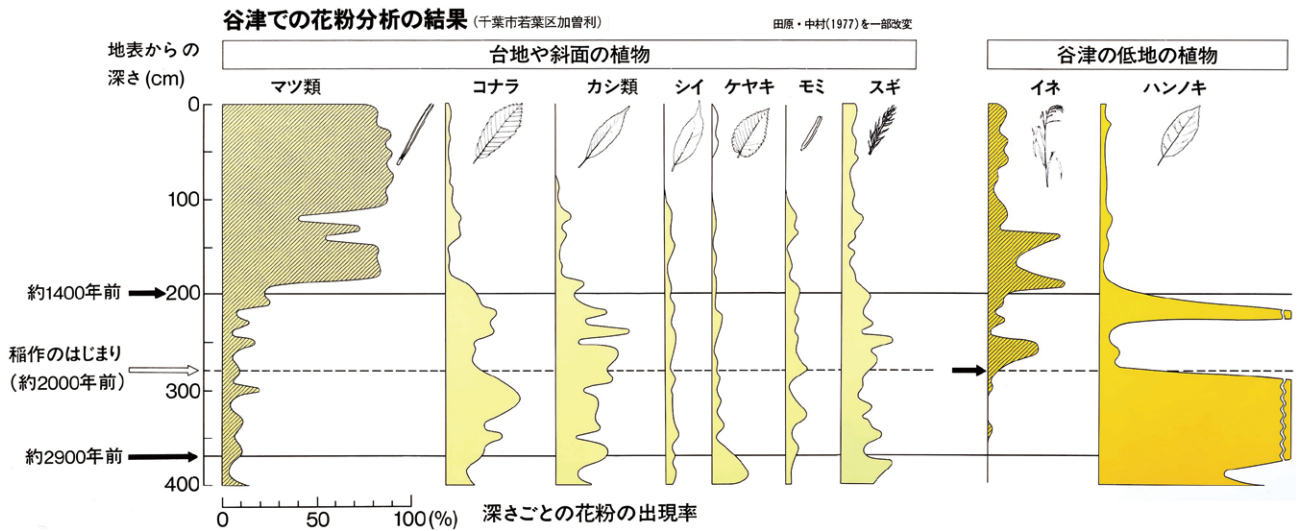 谷津での花粉分析の結果 (千葉市若葉区加曽利)
田原・中村(1977)を一部改変
地表からの
深さ(cm)
台地や斜面の植物
谷津の低地の植物
マツ類 コナラ カシ類 シイ ケヤキ モミ スギ イネ ハンノキ
0
100
約1400年前 200
稲作のはじまり
(約2000年前)
300
約2900年前
400
0 50 100(%) 深さごとの花粉の出現率